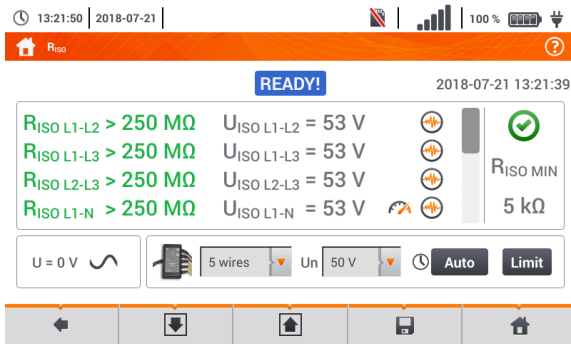 13:21:50 2018-07-21 100 %
RISO ?
READY! 2018-07-21 13:21:39
RISO L1-L2 > 250 MΩ UISO L1-L2 = 53 V
RISO L1-L3 > 250 MΩ UISO L1-L3 = 53 V
RISO L2-L3 > 250 MΩ UISO L2-L3 = 53 V
RISO L1-N > 250 MΩ UISO L1-N = 53 V
RISO MIN
5 kΩ
U = 0 V 5 wires Un 50 V Auto Limit